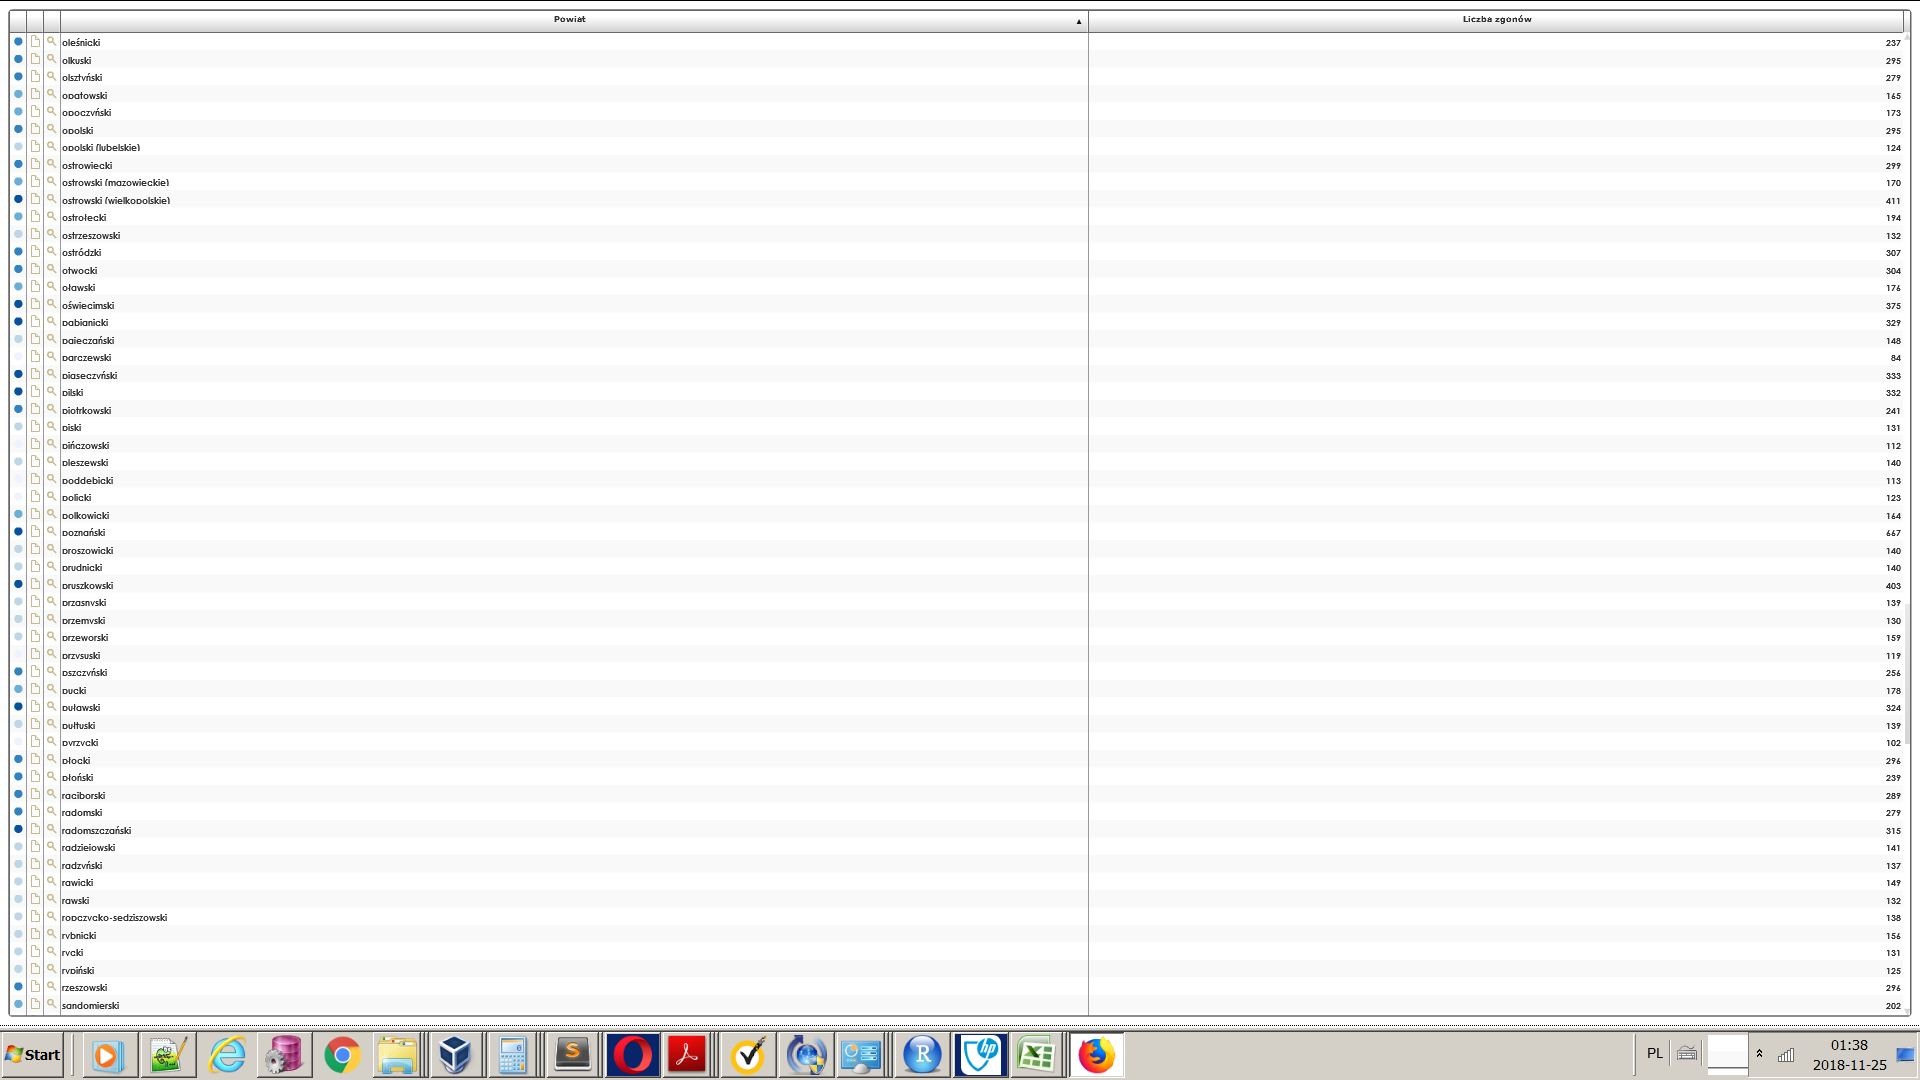 Powiat ▲ Liczba zgonów
oleśnicki 237
olkuski 295
olsztyński 279
opatowski 165
opoczyński 173
opolski 295
opolski (lubelskie) 124
ostrowiecki 299
ostrowski (mazowieckie) 170
ostrowski (wielkopolskie) 411
ostrołęcki 194
ostrzeszowski 132
ostródzki 307
otwocki 304
oławski 176
oświęcimski 375
pabianicki 329
pajęczański 148
parczewski 84
piaseczyński 333
pilski 332
piotrkowski 241
piski 131
pińczowski 112
pleszewski 140
poddębicki 113
policki 123
polkowicki 164
poznański 667
proszowicki 140
prudnicki 140
pruszkowski 403
przasnyski 139
przemyski 130
przeworski 159
przysuski 119
pszczyński 256
pucki 178
puławski 324
pułtuski 139
pyrzycki 102
płocki 296
płoński 239
raciborski 289
radomski 279
radomszczański 315
radziejowski 141
radzyński 137
rawicki 149
rawski 132
ropczycko-sędziszowski 138
rybnicki 156
rycki 131
rypiński 125
rzeszowski 296
sandomierski 202
Start PL 01:38
2018-11-25